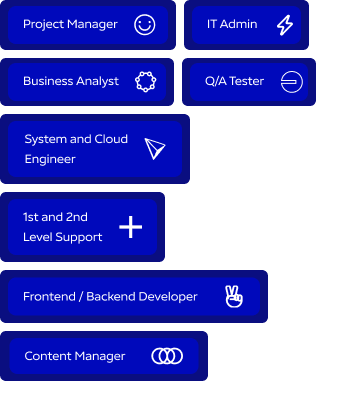 Project Manager
IT Admin
Business Analyst
Q/A Tester
System and Cloud
Engineer
1st and 2nd
Level Support
Frontend / Backend Developer
Content Manager